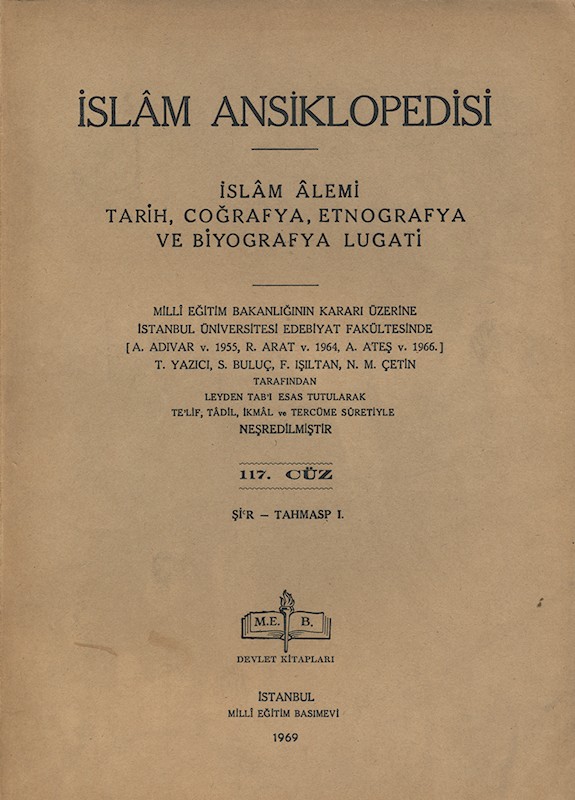 İSLÂM ANSİKLOPEDİSİ
İSLÂM ÂLEMİ
TARİH, COĞRAFYA, ETNOGRAFYA
VE BİYOGRAFYA LUGATİ
MİLLÎ EĞİTİM BAKANLIĞININ KARARI ÜZERİNE
İSTANBUL ÜNİVERSİTESİ EDEBİYAT FAKÜLTESİNDE
[ A. ADIVAR v. 1955, R. ARAT v. 1964, A. ATEŞ v. 1966. ]
T. YAZICI, S. BULUÇ, F. IŞILTAN, N. M. ÇETİN
TARAFINDAN
LEYDEN TAB'I ESAS TUTULARAK
TE'LİF, TÂDİL, İKMÂL ve TERCÜME SÛRETİYLE
NEŞREDİLMİŞTİR
117. CÜZ
ŞİʿR — TAHMASP I.
M.E. B.
DEVLET KİTAPLARI
İSTANBUL
MİLLÎ EĞİTİM BASIMEVİ
1969